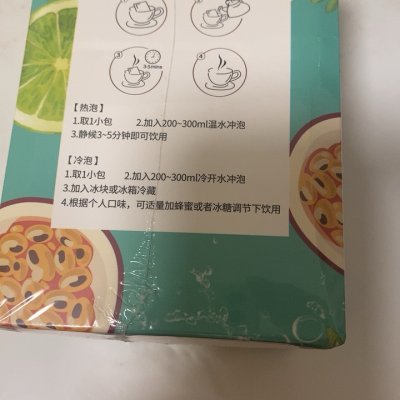 3-5mins
4
【热泡】
1.取1小包 2.加入200~300ml温水冲泡
3.静候3~5分钟即可饮用
【冷泡】
1.取1小包 2.加入200~300ml冷开水冲泡
3.加入冰块或冰箱冷藏
4.根据个人口味，可适量加蜂蜜或者冰糖调节下饮用